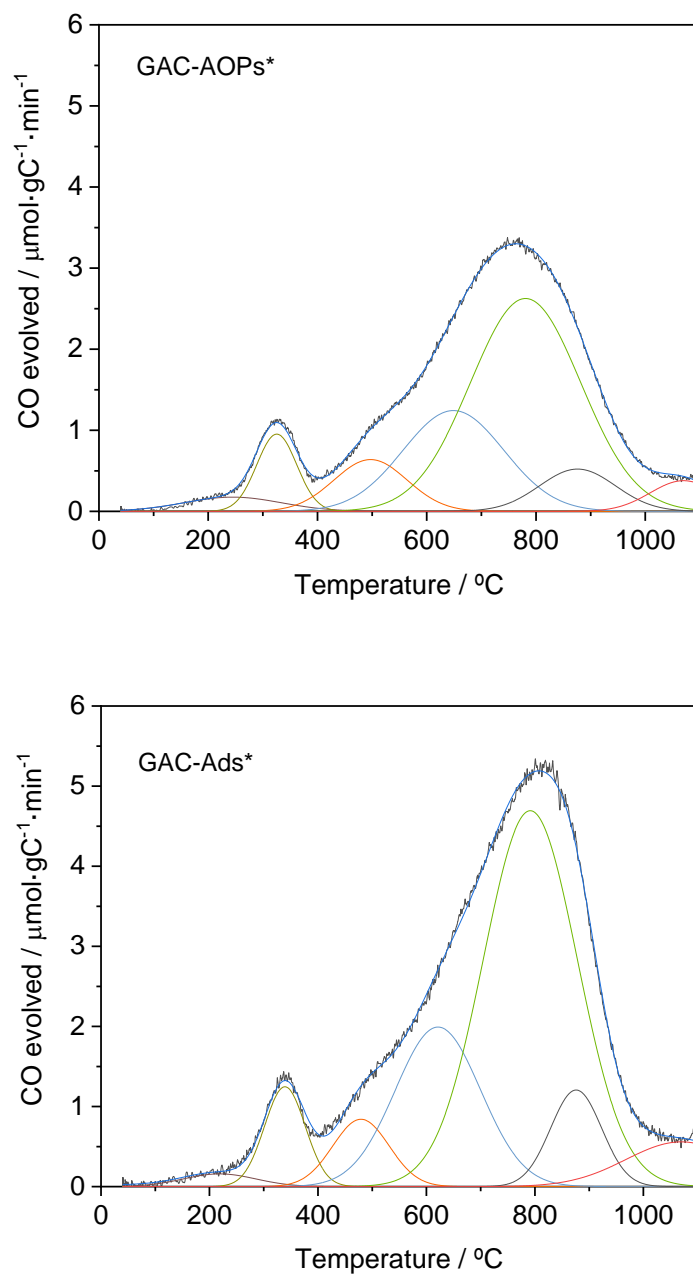 6
GAC-AOPs*
5
4
3
2
1
0
CO evolved / μmol·gC⁻¹·min⁻¹
0 200 400 600 800 1000
Temperature / ºC
6
GAC-Ads*
5
4
3
2
1
0
CO evolved / μmol·gC⁻¹·min⁻¹
0 200 400 600 800 1000
Temperature / ºC